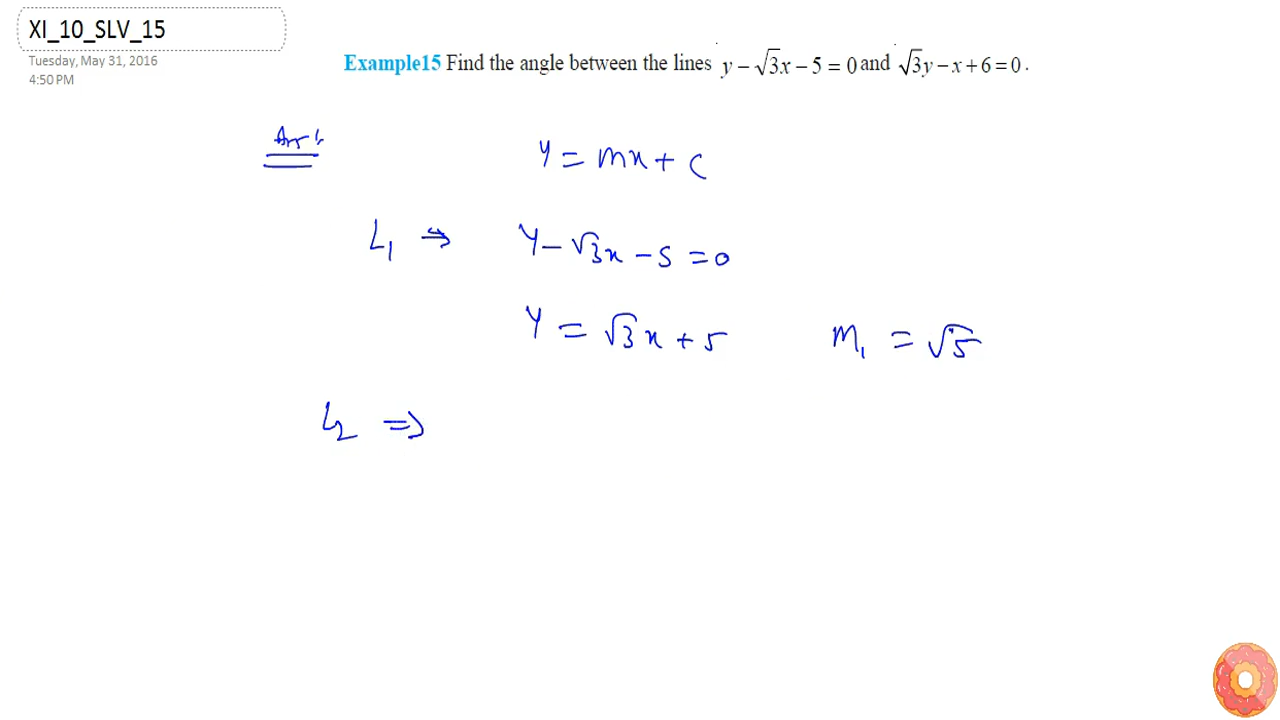 XI_10_SLV_15
Tuesday, May 31, 2016
4:50 PM
Example15 Find the angle between the lines y − √3x − 5 = 0 and √3y − x + 6 = 0 .
Ans:
y = mx + c
L₁ ⇒ y − √3x − 5 = 0
y = √3x + 5 m₁ = √5
L₂ ⇒